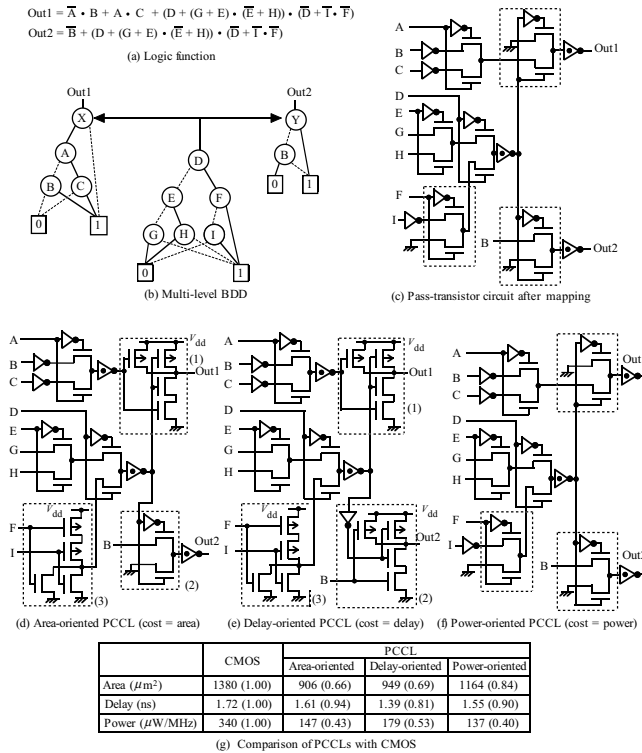 Out1 = A̅ • B + A • C + (D + (G + E) • (E̅ + H)) • (D̅ + I̅ • F̅)
Out2 = B̅ + (D + (G + E) • (E̅ + H)) • (D̅ + I̅ • F̅)
(a) Logic function
Out1
Out2
X
Y
A
B
C
0
1
D
E
F
G
H
I
0
1
B
0
1
(b) Multi-level BDD
A
B
C
D
E
G
H
F
I
B
Out1
Out2
(c) Pass-transistor circuit after mapping
A
B
C
D
E
G
H
F
I
Vdd
(1)
Out1
Vdd
(3)
B
Out2
(2)
(d) Area-oriented PCCL (cost = area)
A
B
C
D
E
G
H
F
I
Vdd
Out1
(1)
Vdd
(3)
Vdd
Out2
B
(2)
(e) Delay-oriented PCCL (cost = delay)
A
B
C
D
E
G
H
F
I
B
Out
Out2
(f) Power-oriented PCCL (cost = power)
CMOS PCCL
Area-oriented Delay-oriented Power-oriented
Area (μm²) 1380 (1.00) 906 (0.66) 949 (0.69) 1164 (0.84)
Delay (ns) 1.72 (1.00) 1.61 (0.94) 1.39 (0.81) 1.55 (0.90)
Power (μW/MHz) 340 (1.00) 147 (0.43) 179 (0.53) 137 (0.40)
(g) Comparison of PCCLs with CMOS